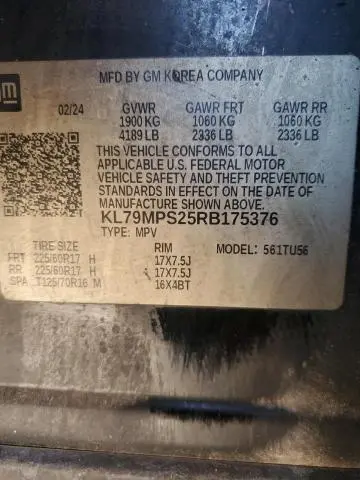 gm
MFD BY GM KOREA COMPANY
02/24 GVWR GAWR FRT GAWR RR
1900 KG 1060 KG 1060 KG
4189 LB 2336 LB 2336 LB
THIS VEHICLE CONFORMS TO ALL
APPLICABLE U.S. FEDERAL MOTOR
VEHICLE SAFETY AND THEFT PREVENTION
STANDARDS IN EFFECT ON THE DATE OF
MANUFACTURE SHOWN ABOVE.
KL79MPS25RB175376
TYPE: MPV
TIRE SIZE RIM MODEL: 561TU56
FRT 225/60R17 H 17X7.5J
RR 225/60R17 H 17X7.5J
SPA T125/70R16 M 16X4BT